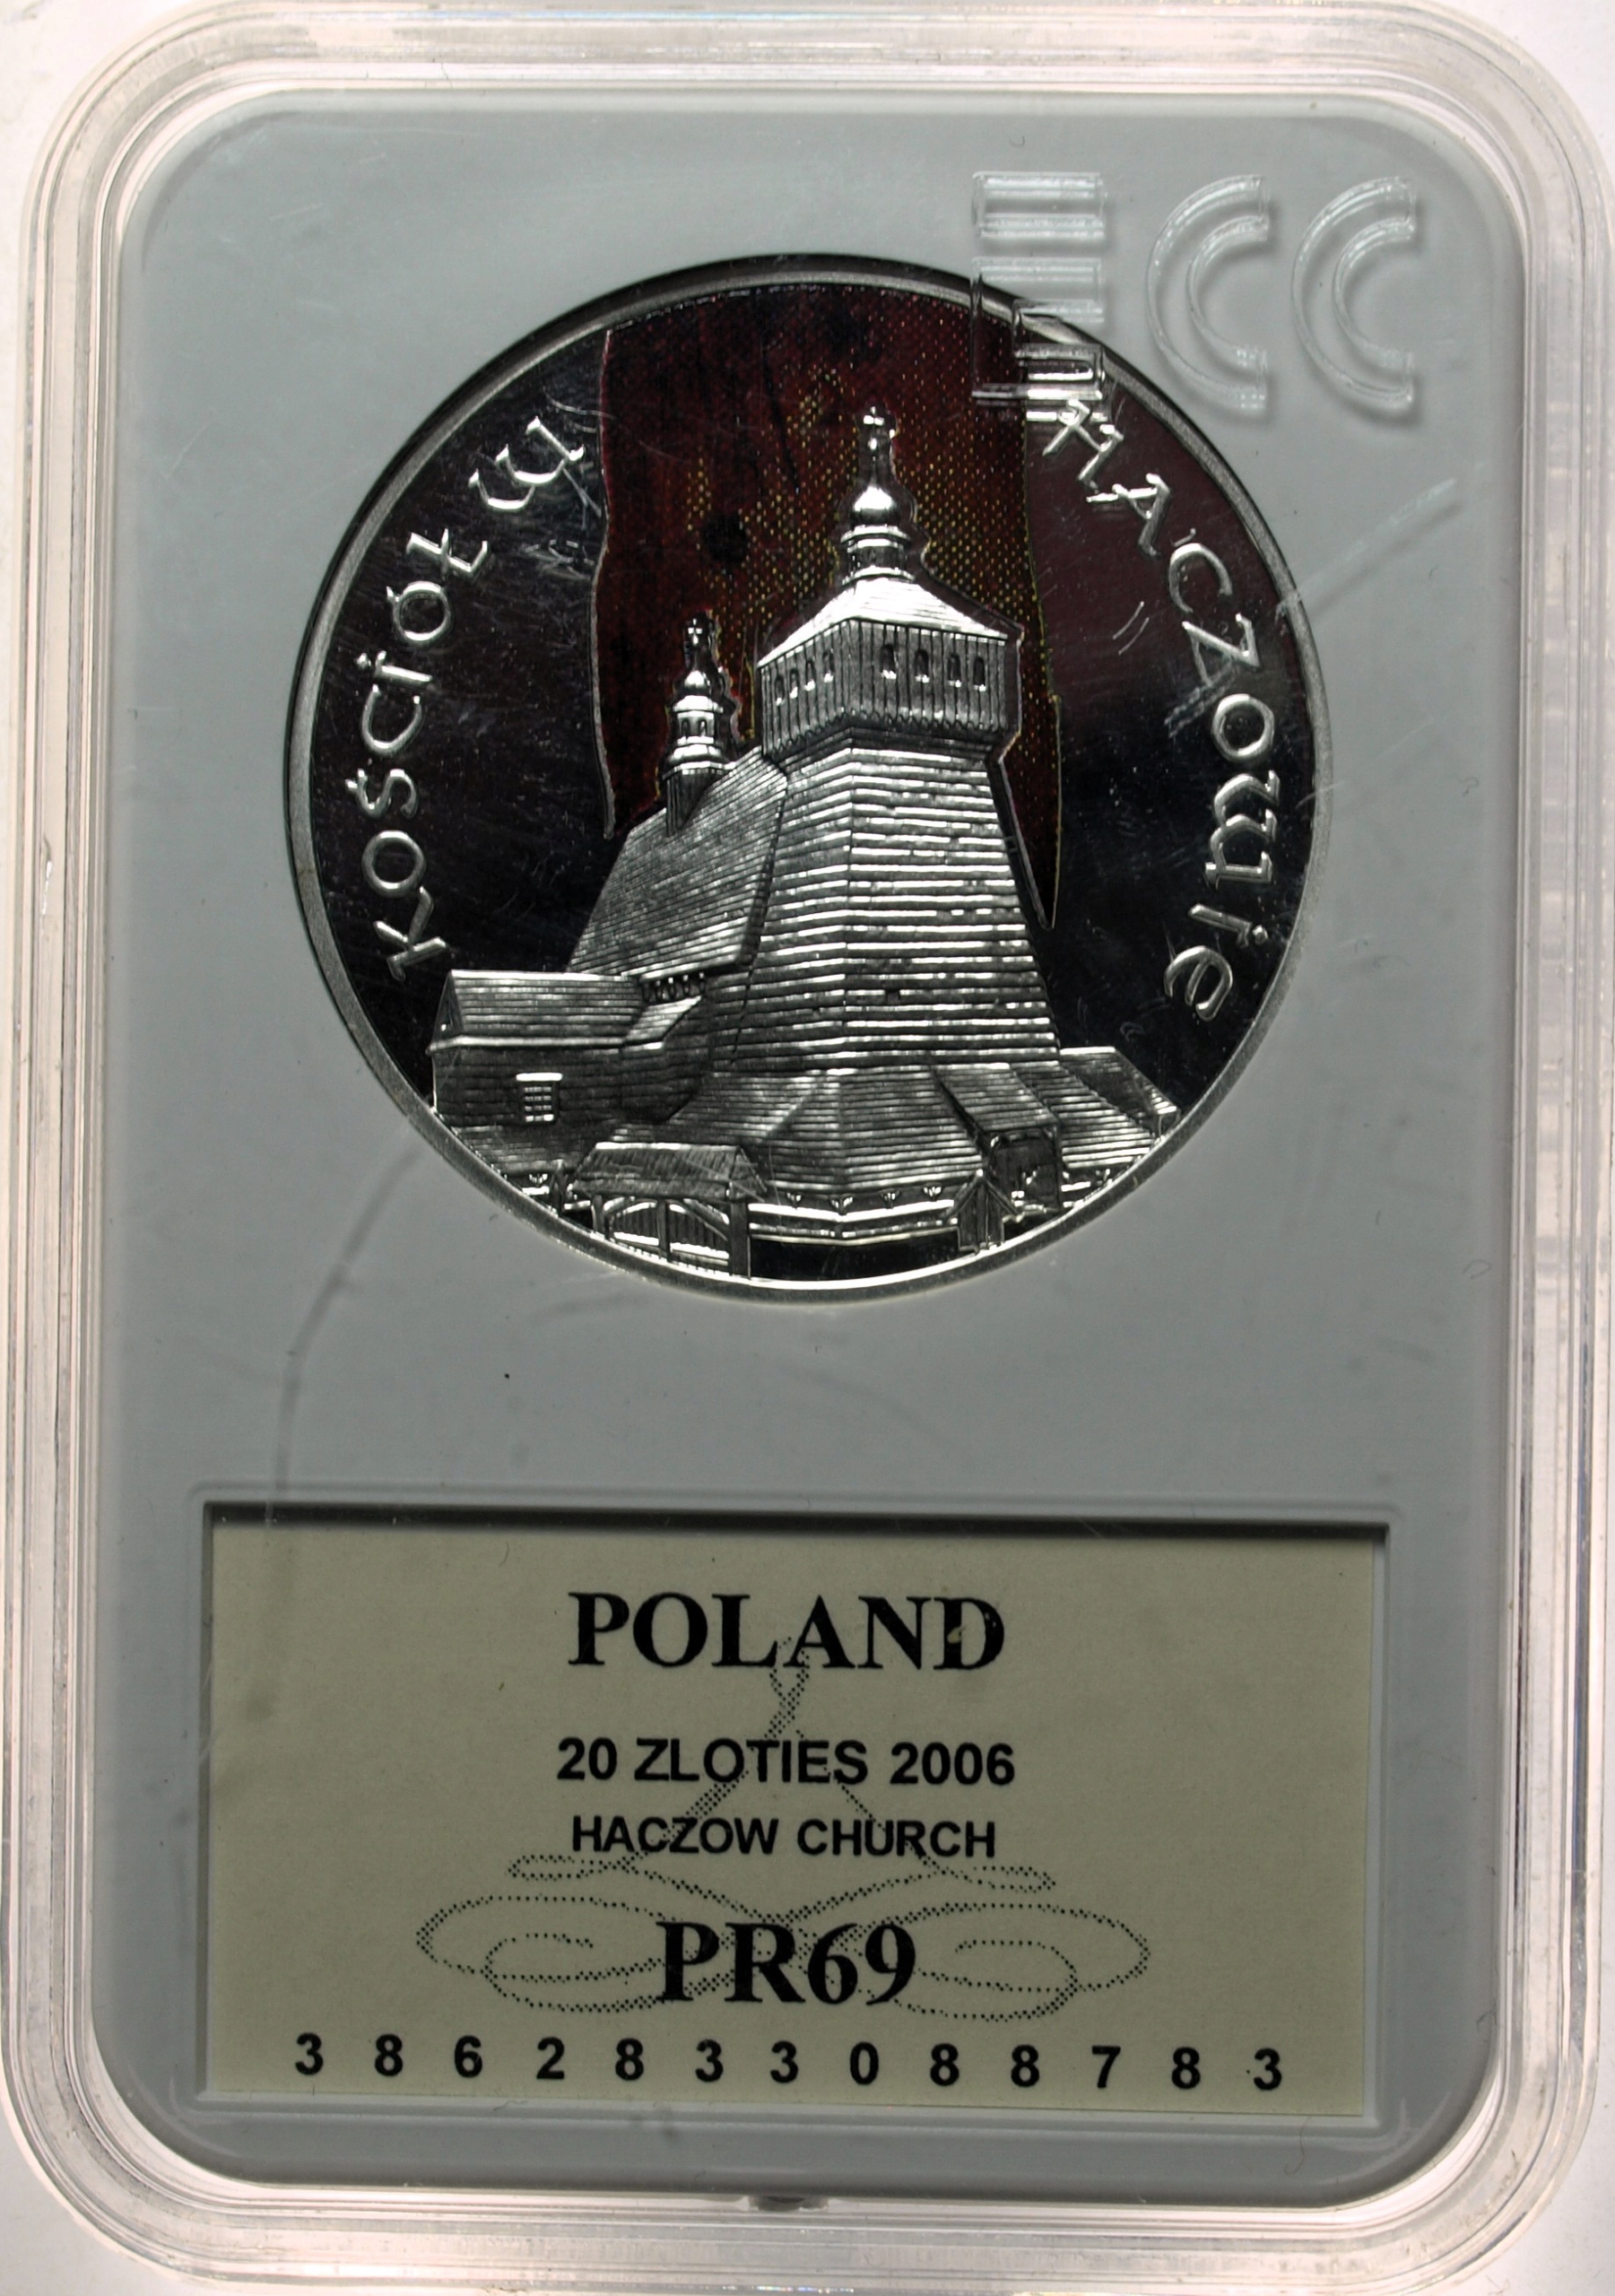 ECC
Kościół w HACZowie
POLAND
20 ZLOTIES 2006
HACZOW CHURCH
PR69
3 8 6 2 8 3 3 0 8 8 7 8 3